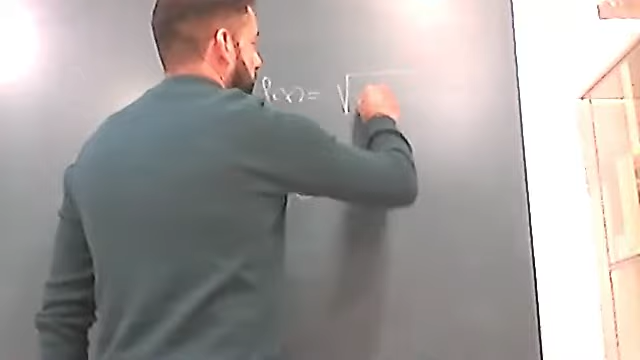 f(x) = √